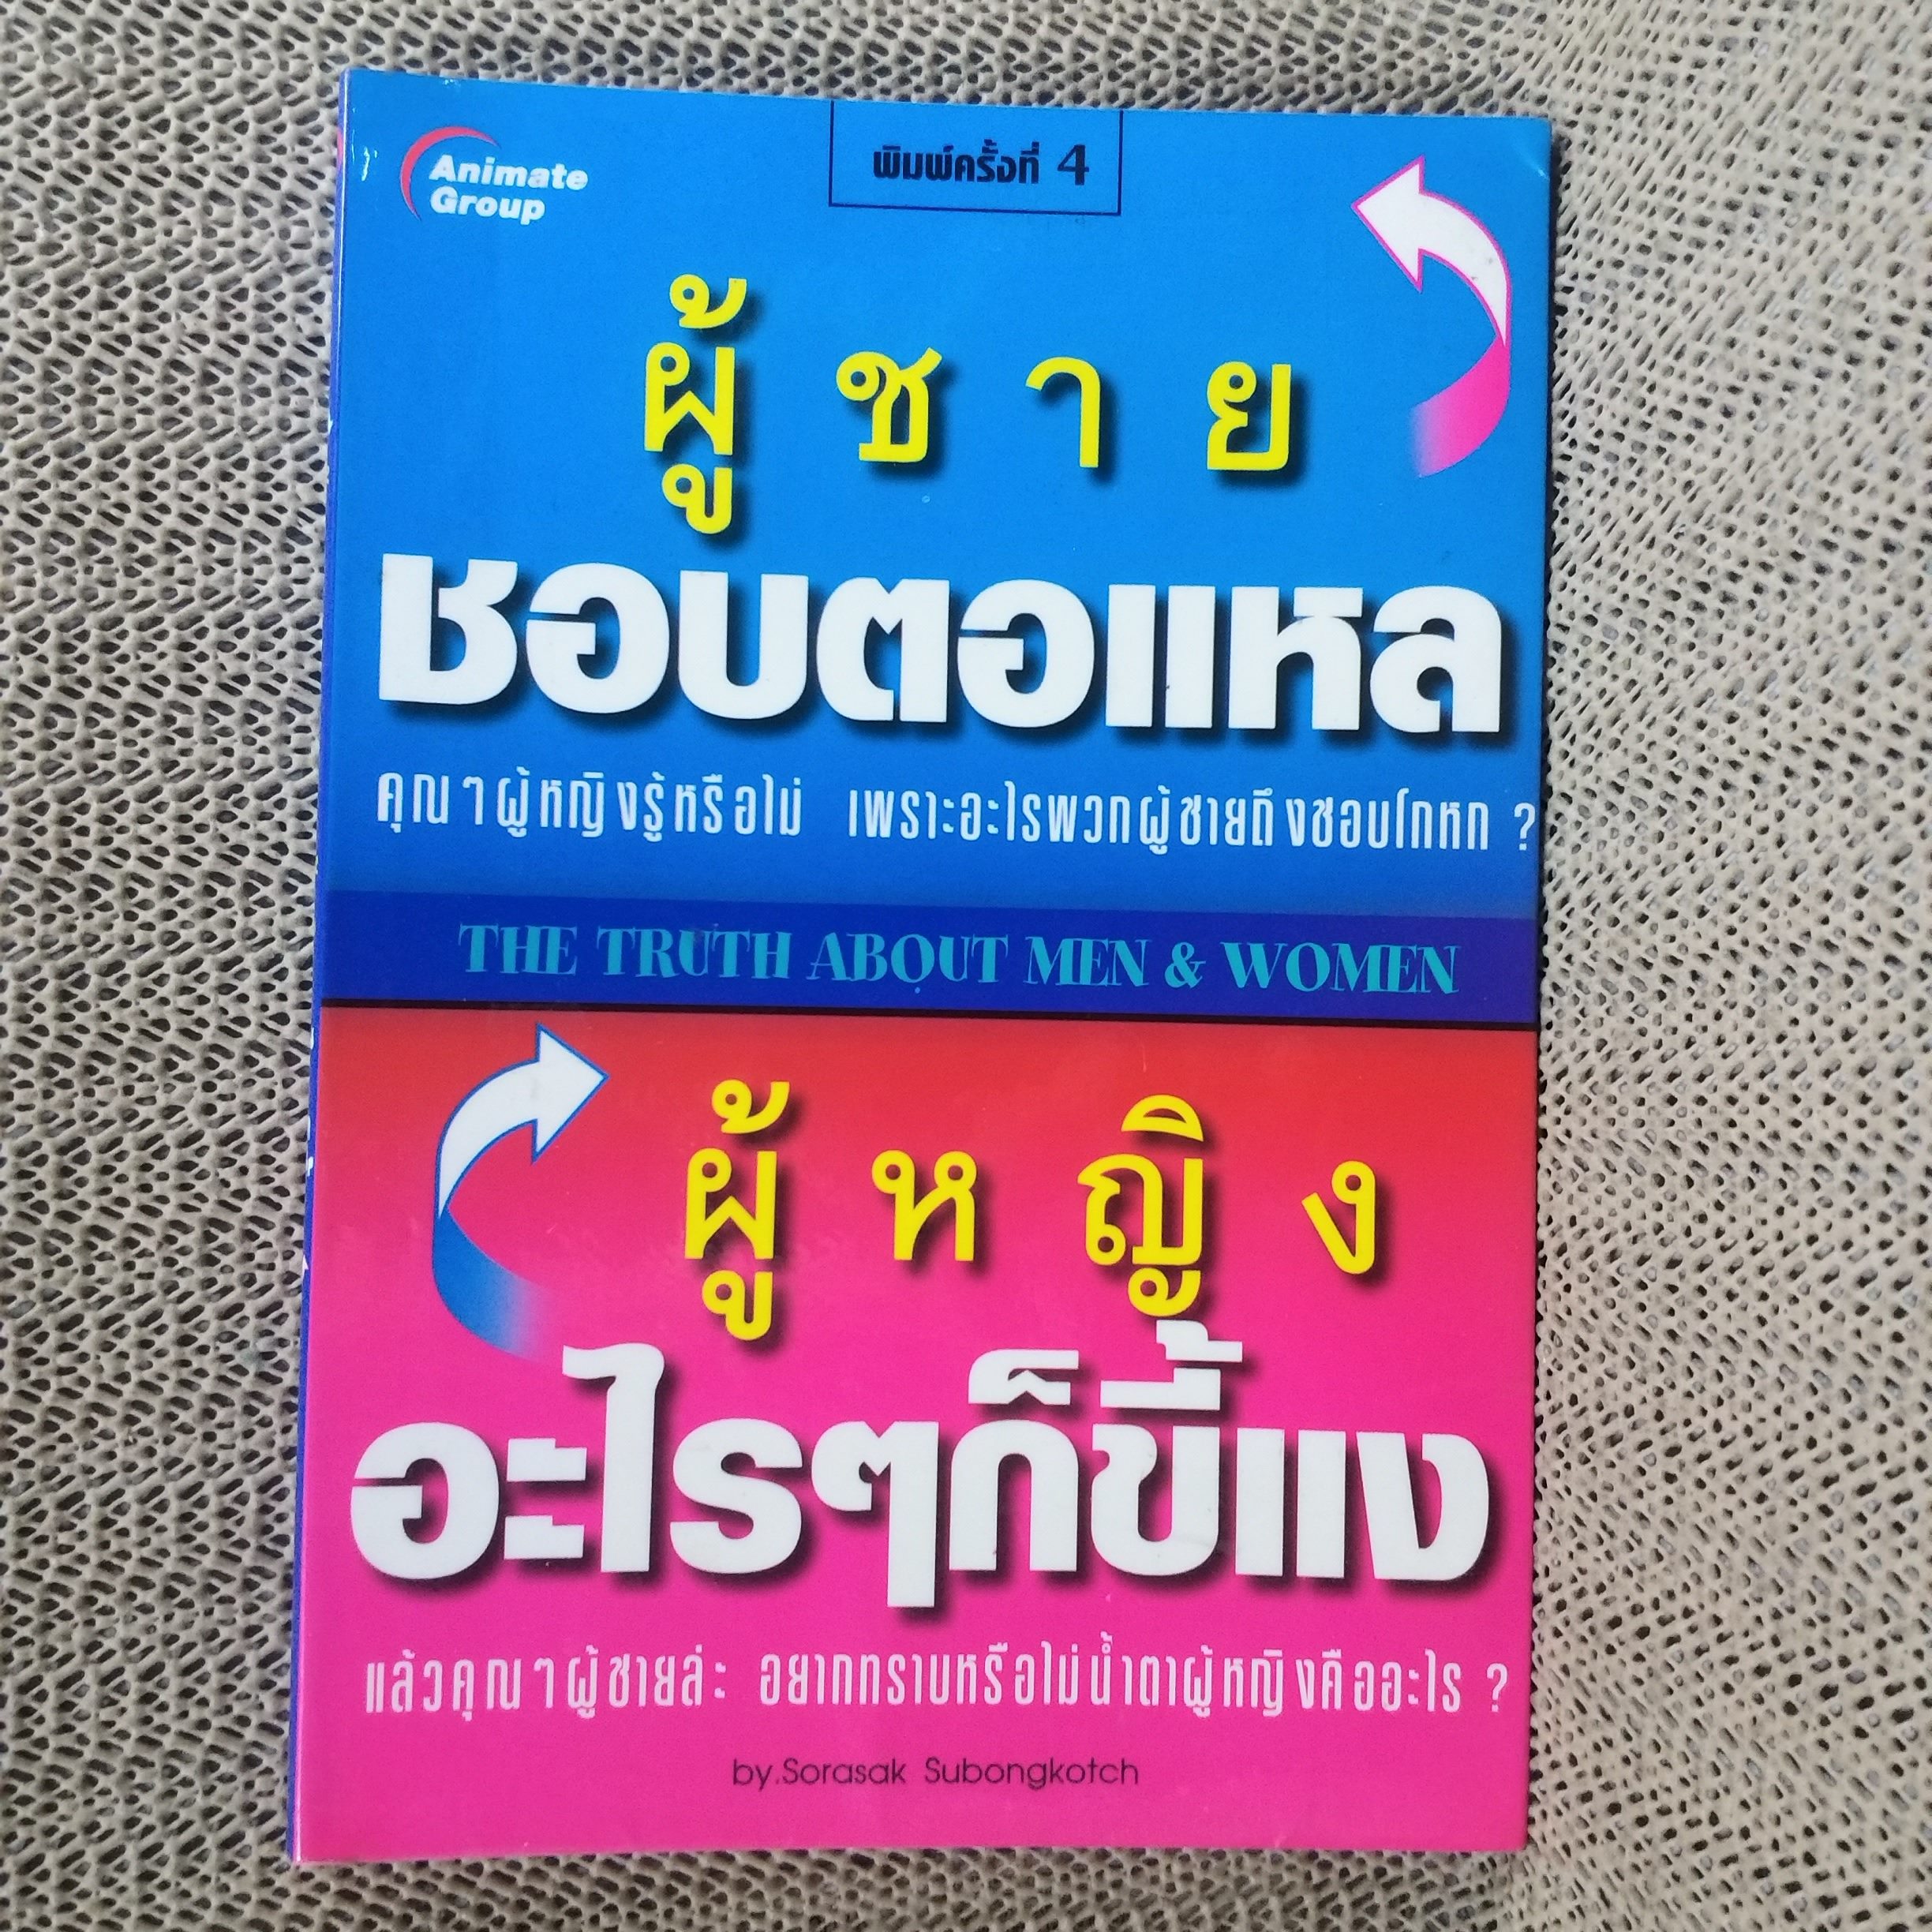 Animate
Group
พิมพ์ครั้งที่ 4
ผู้ชาย
ชอบตอแหล
คุณๆผู้หญิงรู้หรือไม่ เพราะอะไรพวกผู้ชายถึงชอบโกหก ?
THE TRUTH ABOUT MEN & WOMEN
ผู้หญิง
อะไรๆก็ขี้แง
แล้วคุณๆผู้ชายล่ะ อยากทราบหรือไม่น้ำตาผู้หญิงคืออะไร ?
by.Sorasak Subongkotch